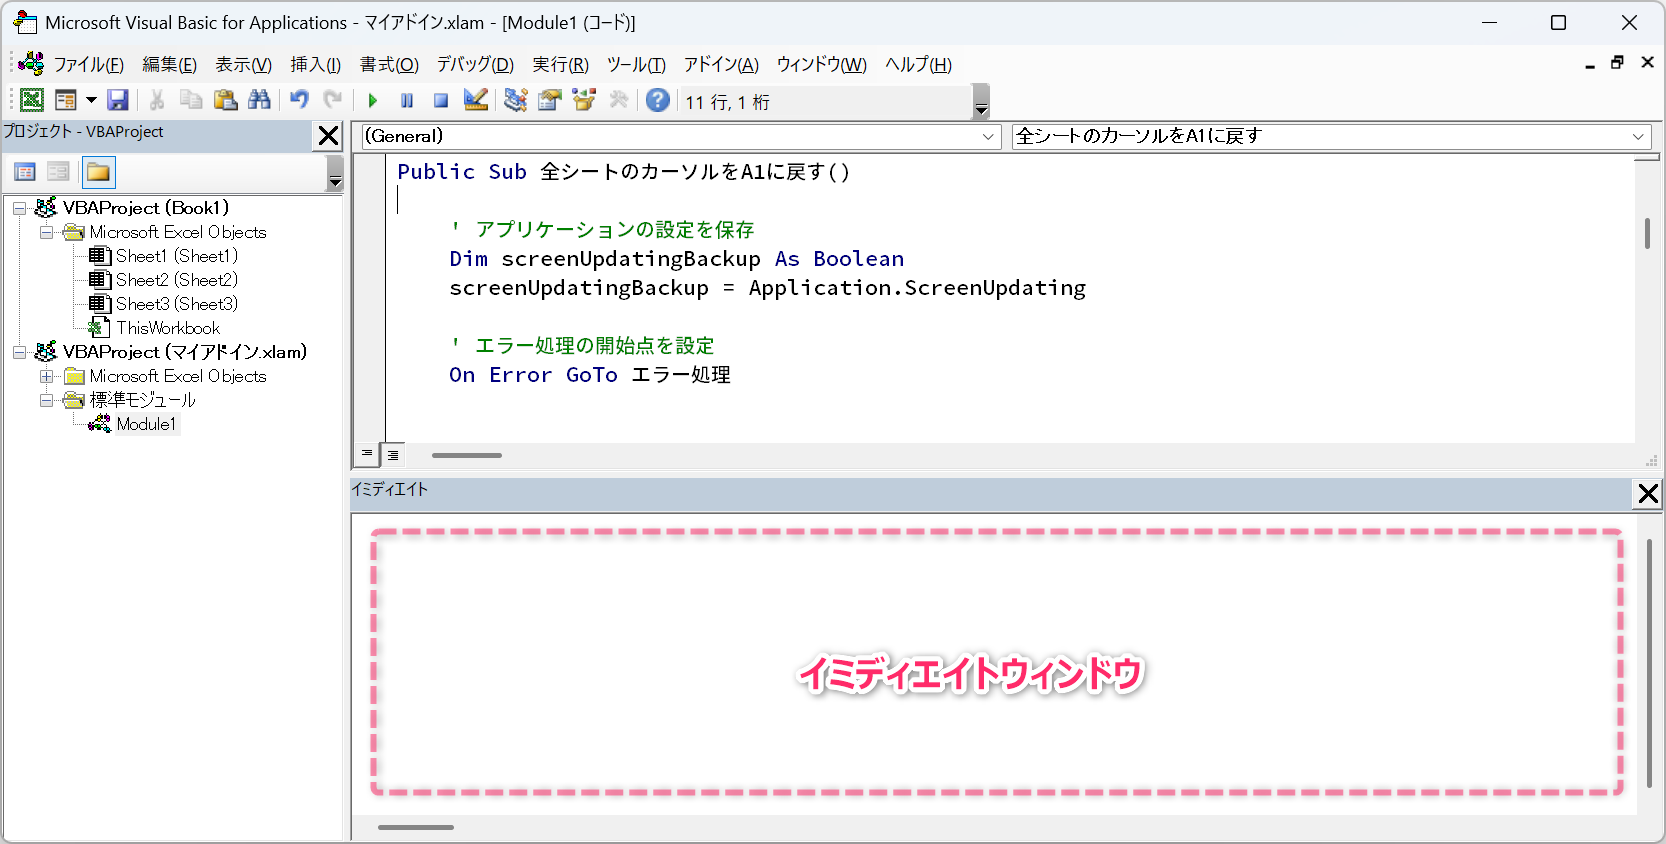 Microsoft Visual Basic for Applications - マイアドイン.xlam - [Module1 (コード)]
ファイル(F) 編集(E) 表示(V) 挿入(I) 書式(O) デバッグ(D) 実行(R) ツール(T) アドイン(A) ウィンドウ(W) ヘルプ(H)
11 行, 1 桁
プロジェクト - VBAProject
VBAProject (Book1)
Microsoft Excel Objects
Sheet1 (Sheet1)
Sheet2 (Sheet2)
Sheet3 (Sheet3)
ThisWorkbook
VBAProject (マイアドイン.xlam)
Microsoft Excel Objects
標準モジュール
Module1
(General)
全シートのカーソルをA1に戻す
Public Sub 全シートのカーソルをA1に戻す()
' アプリケーションの設定を保存
Dim screenUpdatingBackup As Boolean
screenUpdatingBackup = Application.ScreenUpdating
' エラー処理の開始点を設定
On Error GoTo エラー処理
イミディエイト
イミディエイトウィンドウ